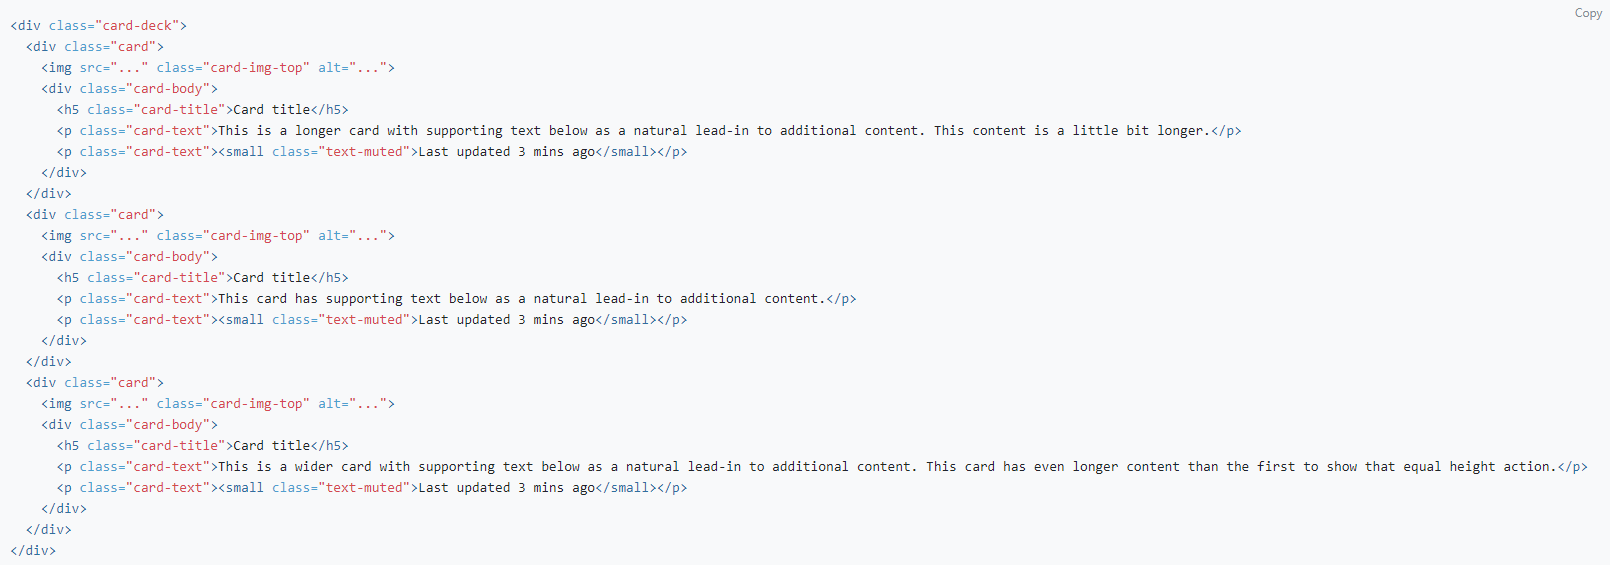 Copy
<div class="card-deck">
  <div class="card">
    <img src="..." class="card-img-top" alt="...">
    <div class="card-body">
      <h5 class="card-title">Card title</h5>
      <p class="card-text">This is a longer card with supporting text below as a natural lead-in to additional content. This content is a little bit longer.</p>
      <p class="card-text"><small class="text-muted">Last updated 3 mins ago</small></p>
    </div>
  </div>
  <div class="card">
    <img src="..." class="card-img-top" alt="...">
    <div class="card-body">
      <h5 class="card-title">Card title</h5>
      <p class="card-text">This card has supporting text below as a natural lead-in to additional content.</p>
      <p class="card-text"><small class="text-muted">Last updated 3 mins ago</small></p>
    </div>
  </div>
  <div class="card">
    <img src="..." class="card-img-top" alt="...">
    <div class="card-body">
      <h5 class="card-title">Card title</h5>
      <p class="card-text">This is a wider card with supporting text below as a natural lead-in to additional content. This card has even longer content than the first to show that equal height action.</p>
      <p class="card-text"><small class="text-muted">Last updated 3 mins ago</small></p>
    </div>
  </div>
</div>